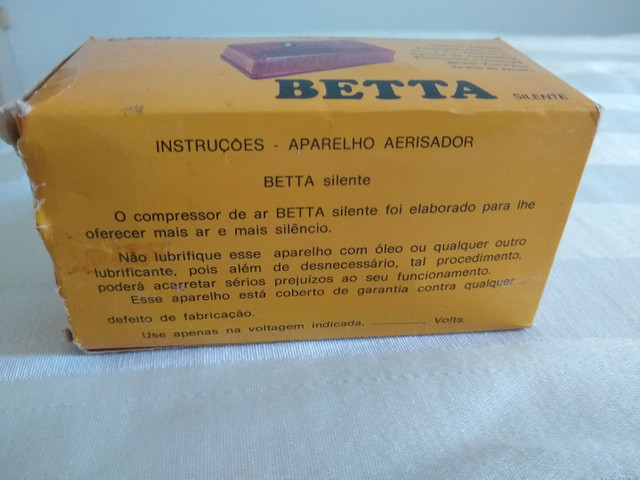 BETTA SILENTE
INSTRUÇÕES - APARELHO AERISADOR
BETTA silente
O compressor de ar BETTA silente foi elaborado para lhe
oferecer mais ar e mais silêncio.
Não lubrifique esse aparelho com óleo ou qualquer outro
lubrificante, pois além de desnecessário, tal procedimento,
poderá acarretar sérios prejuízos ao seu funcionamento.
Esse aparelho está coberto de garantia contra qualquer
defeito de fabricação.
Use apenas na voltagem indicada, ________ Volts.